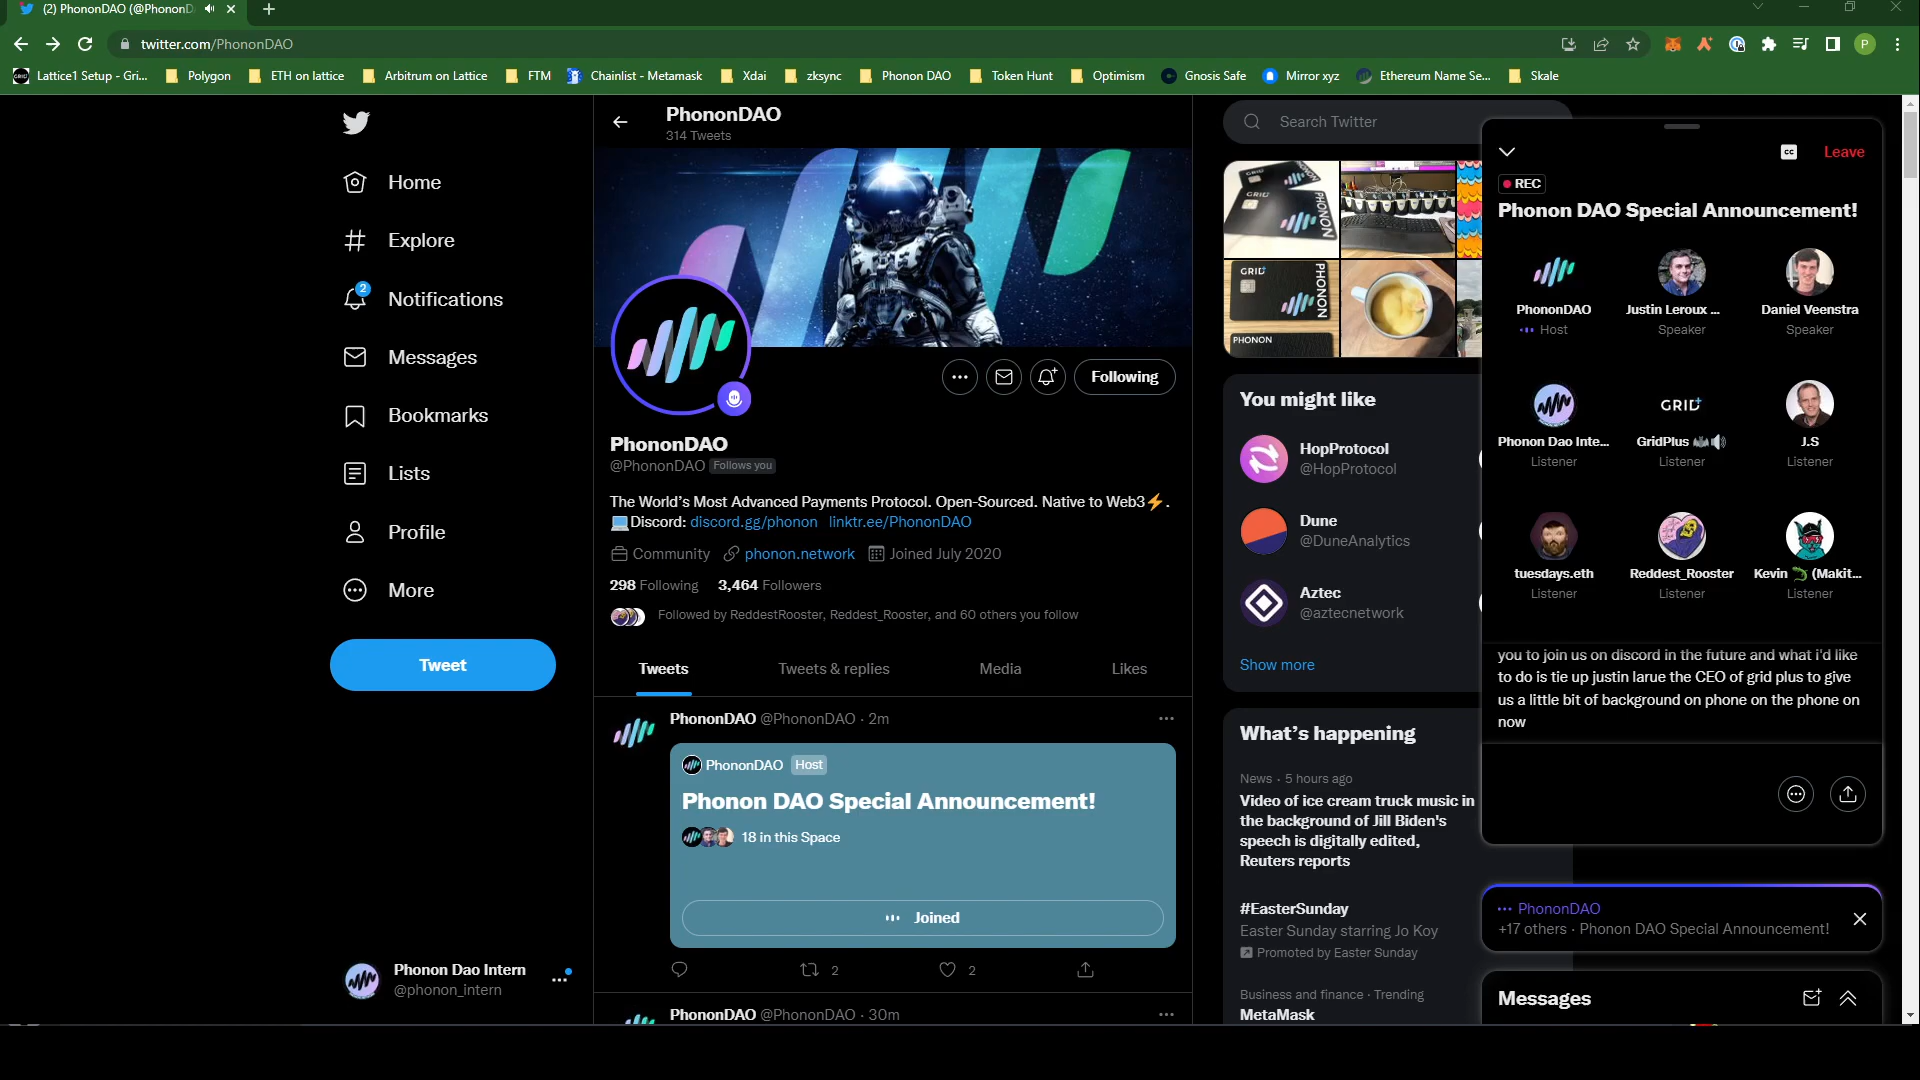 (2) PhononDAO (@PhononD
twitter.com/PhononDAO
P
Lattice1 Setup - Gri...
Polygon
ETH on lattice
Arbitrum on Lattice
FTM
Chainlist - Metamask
Xdai
zksync
Phonon DAO
Token Hunt
Optimism
Gnosis Safe
Mirror xyz
Ethereum Name Se...
Skale
Home
Explore
2
Notifications
Messages
Bookmarks
Lists
Profile
More
Tweet
Phonon Dao Intern
@phonon_intern
PhononDAO
314 Tweets
Following
PhononDAO
@PhononDAO Follows you
The World's Most Advanced Payments Protocol. Open-Sourced. Native to Web3⚡.
💻Discord: discord.gg/phonon linktr.ee/PhononDAO
Community phonon.network Joined July 2020
298 Following 3,464 Followers
Followed by ReddestRooster, Reddest_Rooster, and 60 others you follow
Tweets
Tweets & replies
Media
Likes
PhononDAO @PhononDAO · 2m
PhononDAO Host
Phonon DAO Special Announcement!
18 in this Space
Joined
2
2
PhononDAO @PhononDAO · 30m
Search Twitter
GRID+
PHONON
GRID+
PHONON
PHONON
You might like
HopProtocol
@HopProtocol
Dune
@DuneAnalytics
Aztec
@aztecnetwork
Show more
What's happening
News · 5 hours ago
Video of ice cream truck music in
the background of Jill Biden's
speech is digitally edited,
Reuters reports
#EasterSunday
Easter Sunday starring Jo Koy
Promoted by Easter Sunday
Business and finance · Trending
MetaMask
CC
Leave
REC
Phonon DAO Special Announcement!
PhononDAO
Host
Justin Leroux ...
Speaker
Daniel Veenstra
Speaker
Phonon Dao Inte...
Listener
GRID+
GridPlus 🦇🔊
Listener
J.S
Listener
tuesdays.eth
Listener
Reddest_Rooster
Listener
Kevin 🦎 (Makit...
Listener
you to join us on discord in the future and what i'd like
to do is tie up justin larue the CEO of grid plus to give
us a little bit of background on phone on the phone on
now
PhononDAO
+17 others · Phonon DAO Special Announcement!
Messages